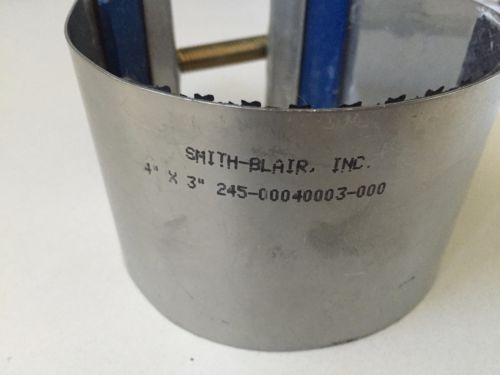 SMITH-BLAIR, INC.
4" X 3" 245-00040003-000